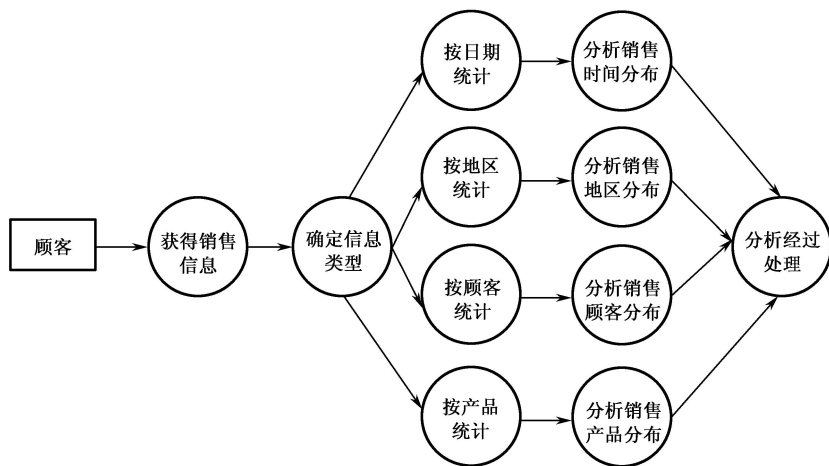 顾客
获得销售
信息
确定信息
类型
按日期
统计
分析销售
时间分布
按地区
统计
分析销售
地区分布
按顾客
统计
分析销售
顾客分布
按产品
统计
分析销售
产品分布
分析经过
处理